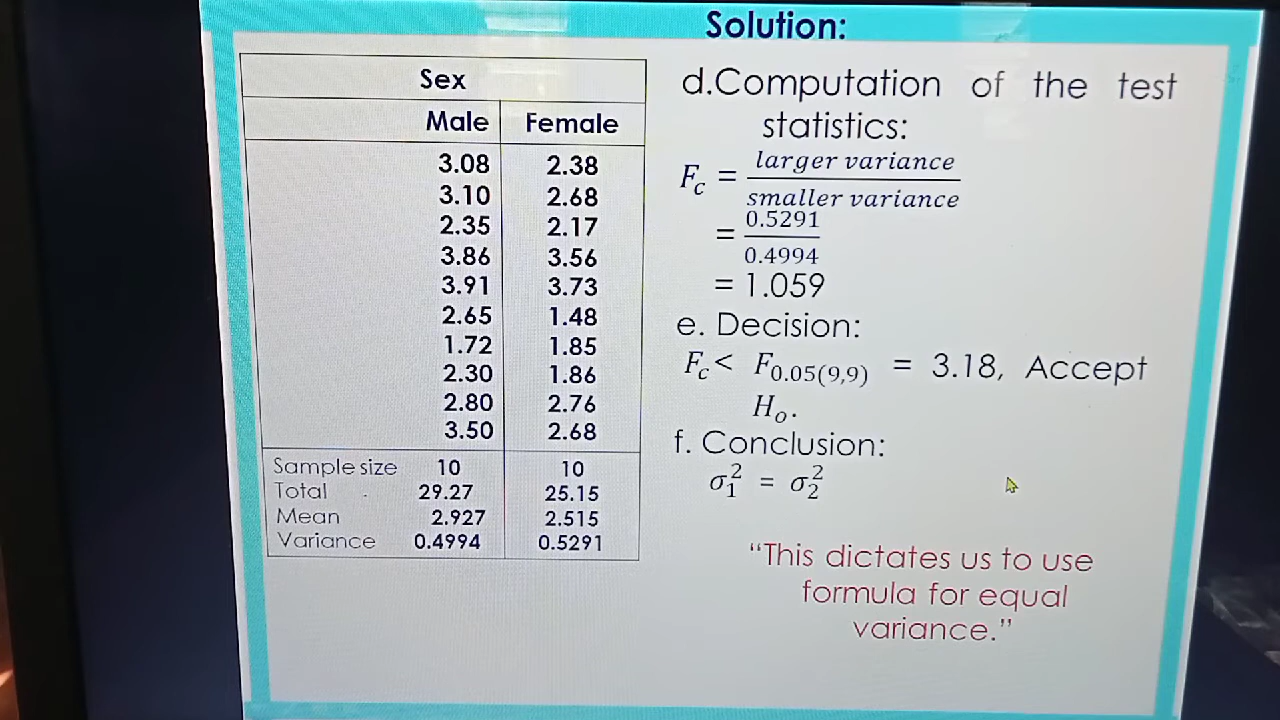 Solution:
Sex
Male Female
3.08 2.38
3.10 2.68
2.35 2.17
3.86 3.56
3.91 3.73
2.65 1.48
1.72 1.85
2.30 1.86
2.80 2.76
3.50 2.68
Sample size 10 10
Total 29.27 25.15
Mean 2.927 2.515
Variance 0.4994 0.5291
d.Computation of the test
statistics:
F_c = larger variance / smaller variance
= 0.5291 / 0.4994
= 1.059
e. Decision:
F_c < F_0.05(9,9) = 3.18, Accept
H_o.
f. Conclusion:
σ₁² = σ₂²
“This dictates us to use
formula for equal
variance.”